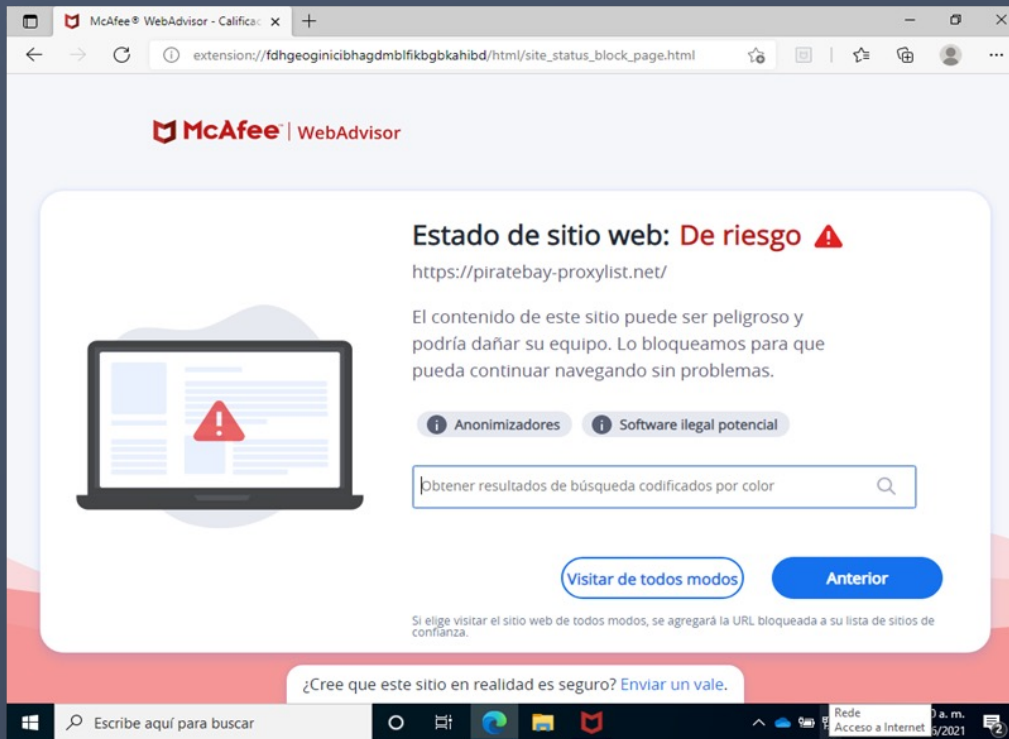 McAfee® WebAdvisor - Calificac
extension://fdhgeoginicibhagdmblfikbgbkahibd/html/site_status_block_page.html
McAfee™ | WebAdvisor
Estado de sitio web: De riesgo
https://piratebay-proxylist.net/
El contenido de este sitio puede ser peligroso y
podría dañar su equipo. Lo bloqueamos para que
pueda continuar navegando sin problemas.
Anonimizadores Software ilegal potencial
Obtener resultados de búsqueda codificados por color
Visitar de todos modos Anterior
Si elige visitar el sitio web de todos modos, se agregará la URL bloqueada a su lista de sitios de
confianza.
¿Cree que este sitio en realidad es seguro? Enviar un vale.
Escribe aquí para buscar
Red
Acceso a Internet
a. m.
/2021
2